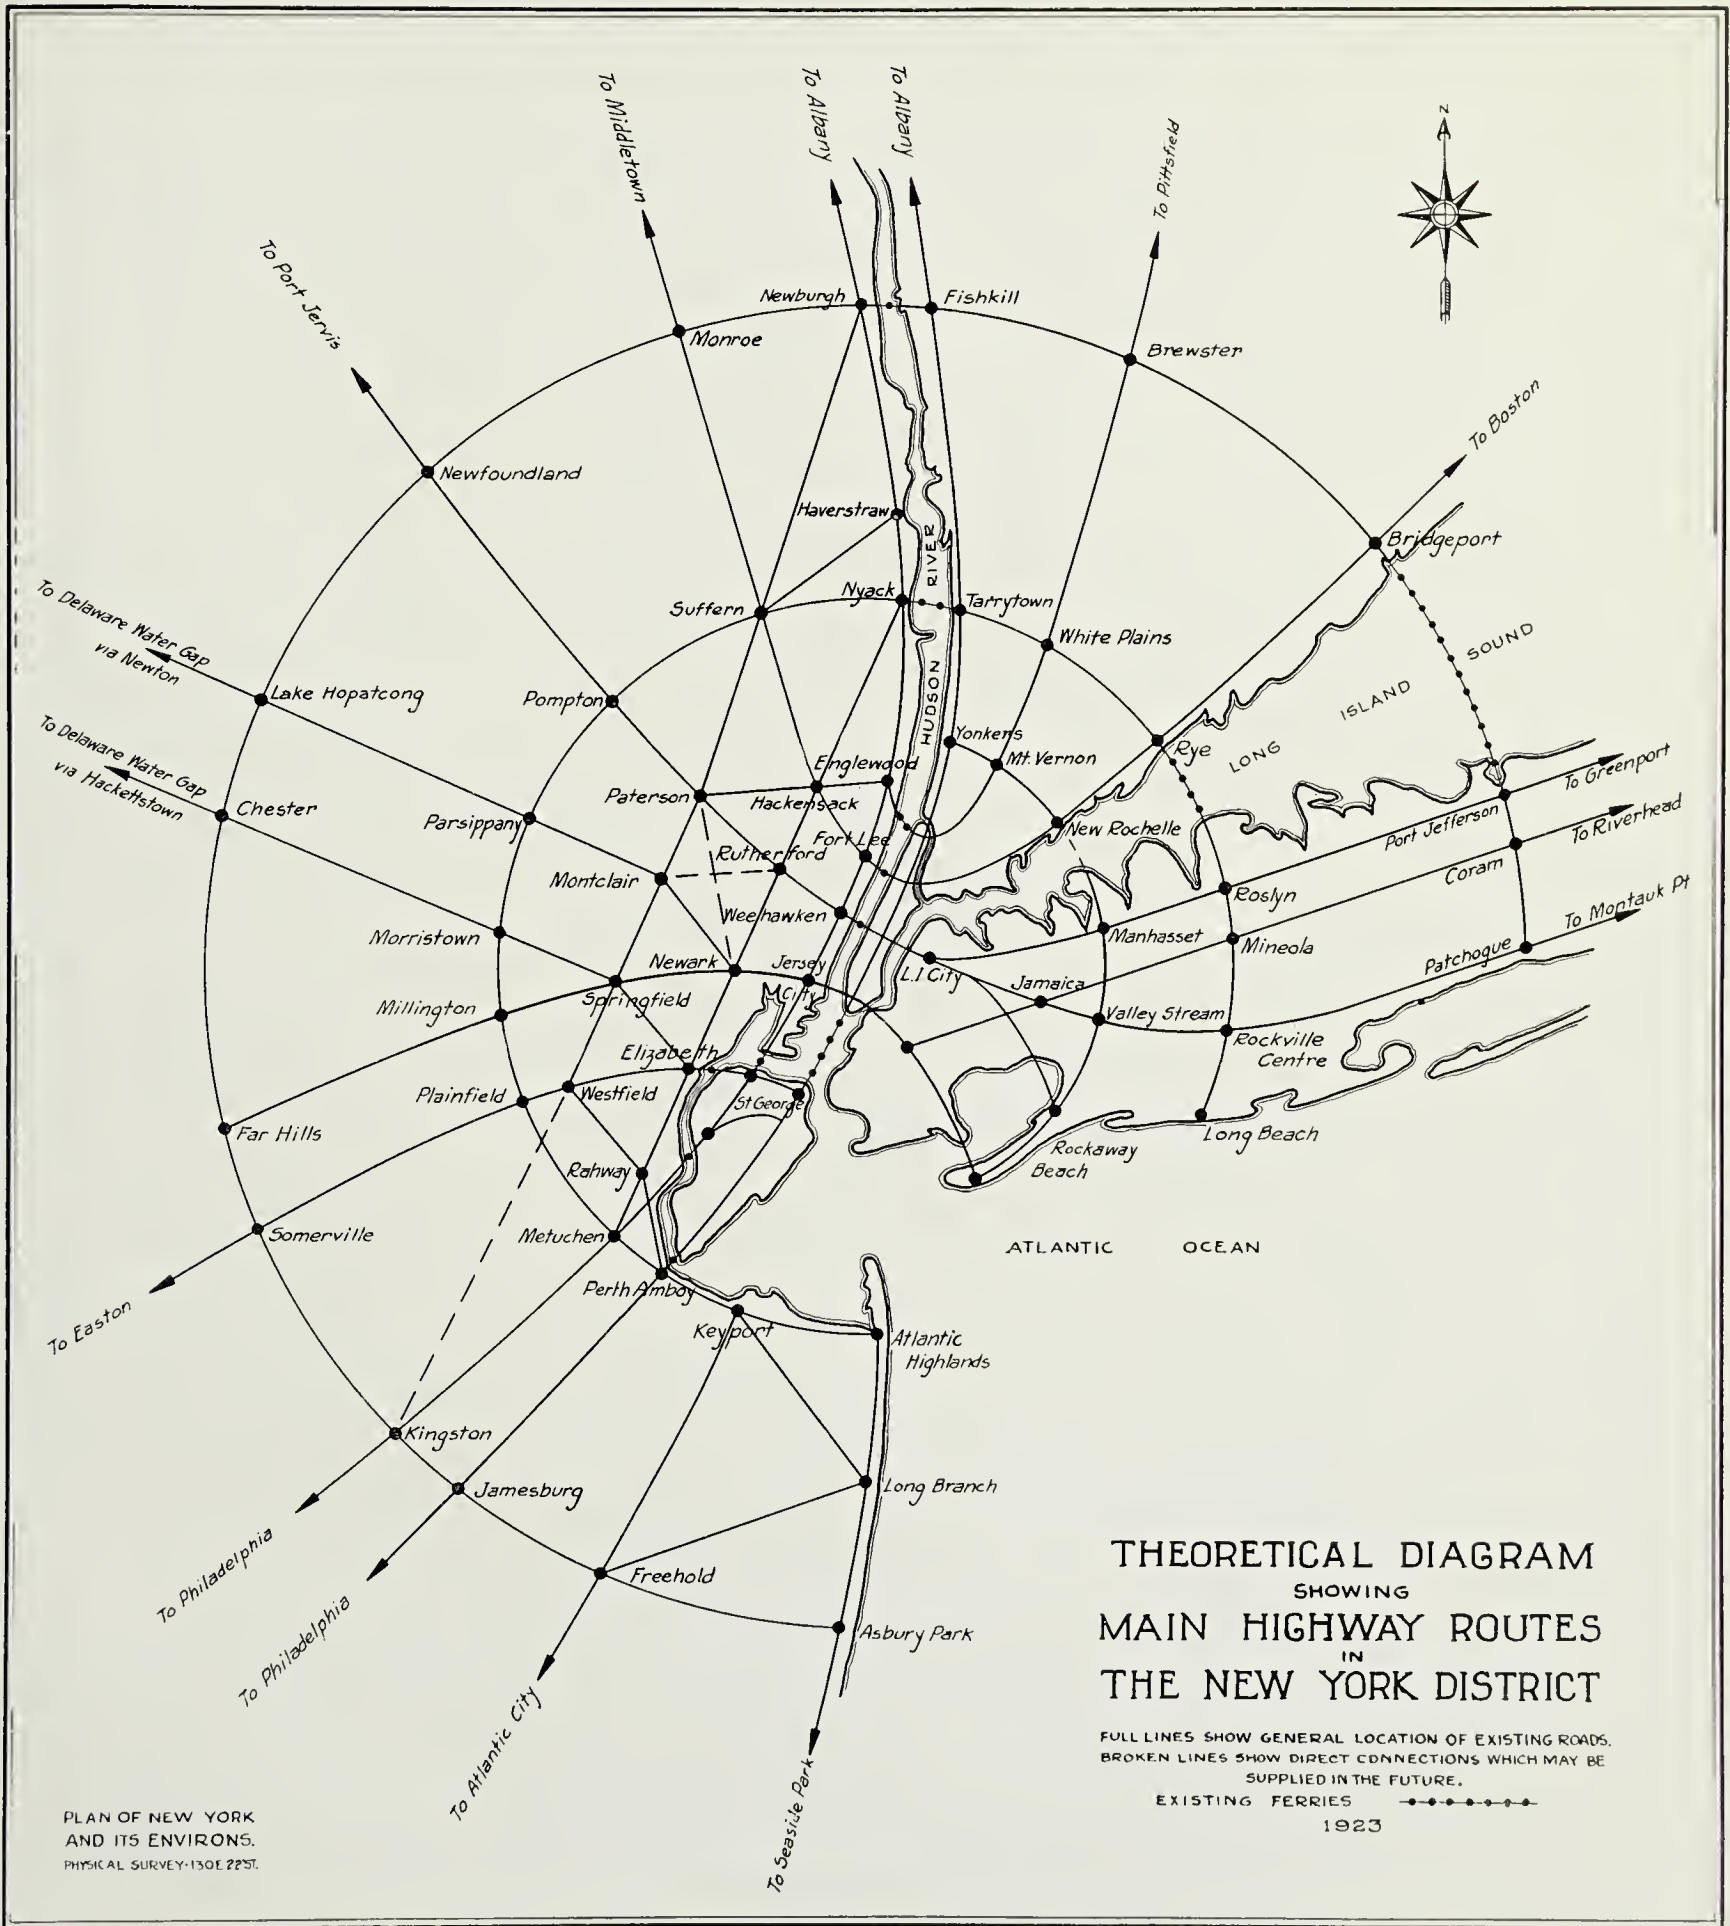 To Middletown
To Albany
To Albany
To Pittsfield
N
To Port Jervis
Newburgh
Fishkill
Monroe
Brewster
To Boston
Newfoundland
Haverstraw
Bridgeport
RIVER
HUDSON
Nyack
Tarrytown
Suffern
White Plains
LONG
ISLAND
SOUND
To Delaware Water Gap
via Newton
Lake Hopatcong
Pompton
Yonkers
Rye
Mt. Vernon
Englewood
To Delaware Water Gap
via Hackettstown
Chester
Paterson
Hackensack
To Greenport
Parsippany
Fort Lee
New Rochelle
Port Jefferson
To Riverhead
Rutherford
Montclair
Coram
Roslyn
Weehawken
To Montauk Pt
Morristown
Manhasset
Mineola
Newark
Jersey
City
L.I. City
Patchogue
Springfield
Jamaica
Millington
Valley Stream
Elizabeth
Rockville
Centre
Plainfield
Westfield
St George
Far Hills
Long Beach
Rockaway
Beach
Rahway
Somerville
Metuchen
ATLANTIC OCEAN
Perth Amboy
To Easton
Keyport
Atlantic
Highlands
Kingston
Jamesburg
Long Branch
To Philadelphia
Freehold
To Philadelphia
Asbury Park
To Atlantic City
To Seaside Park
THEORETICAL DIAGRAM
SHOWING
MAIN HIGHWAY ROUTES
IN
THE NEW YORK DISTRICT
FULL LINES SHOW GENERAL LOCATION OF EXISTING ROADS.
BROKEN LINES SHOW DIRECT CONNECTIONS WHICH MAY BE
SUPPLIED IN THE FUTURE.
EXISTING FERRIES
1923
PLAN OF NEW YORK
AND ITS ENVIRONS.
PHYSICAL SURVEY-130 E 22" ST.